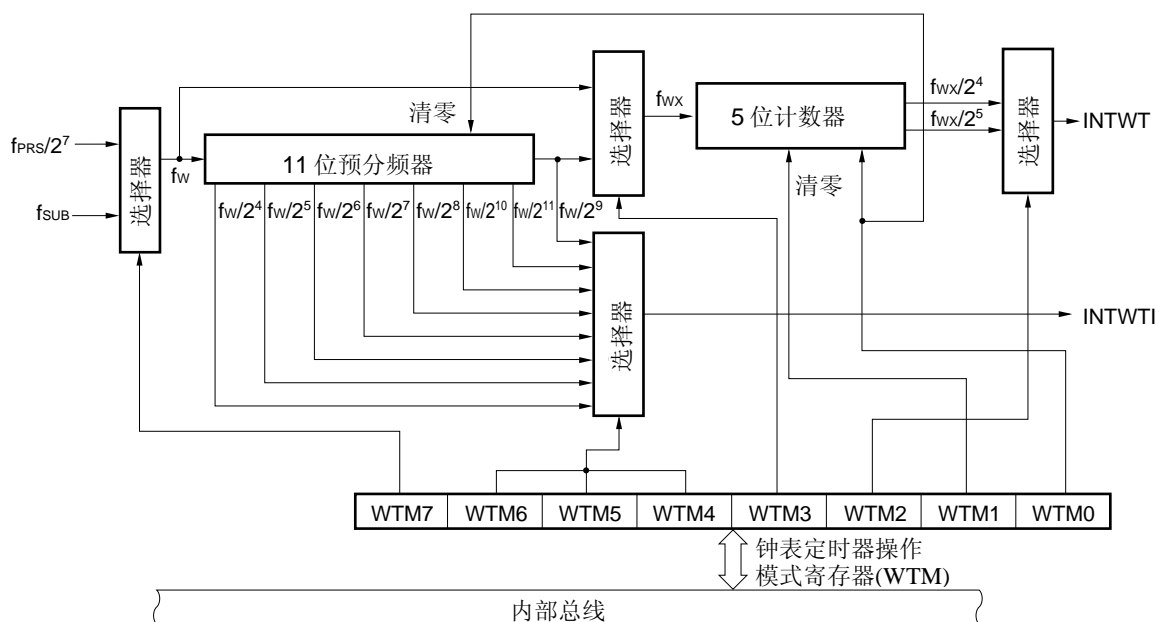 清零
选择器
fWX
5 位计数器
fWX/2⁴
fWX/2⁵
选择器
INTWT
fPRS/2⁷
fSUB
选择器
fW
11 位预分频器
清零
fW/2⁴
fW/2⁵
fW/2⁶
fW/2⁷
fW/2⁸
fW/2¹⁰
fW/2¹¹
fW/2⁹
选择器
INTWTI
WTM7
WTM6
WTM5
WTM4
WTM3
WTM2
WTM1
WTM0
钟表定时器操作
模式寄存器(WTM)
内部总线